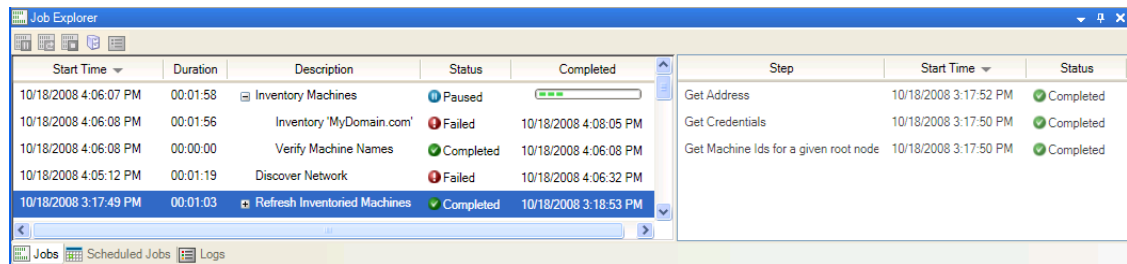 Job Explorer
Start Time Duration Description Status Completed
10/18/2008 4:06:07 PM 00:01:58 Inventory Machines Paused
10/18/2008 4:06:08 PM 00:01:56 Inventory 'MyDomain.com' Failed 10/18/2008 4:08:05 PM
10/18/2008 4:06:08 PM 00:00:00 Verify Machine Names Completed 10/18/2008 4:06:08 PM
10/18/2008 4:05:12 PM 00:01:19 Discover Network Failed 10/18/2008 4:06:32 PM
10/18/2008 3:17:49 PM 00:01:03 Refresh Inventoried Machines Completed 10/18/2008 3:18:53 PM
Step Start Time Status
Get Address 10/18/2008 3:17:52 PM Completed
Get Credentials 10/18/2008 3:17:50 PM Completed
Get Machine Ids for a given root node 10/18/2008 3:17:50 PM Completed
Jobs Scheduled Jobs Logs